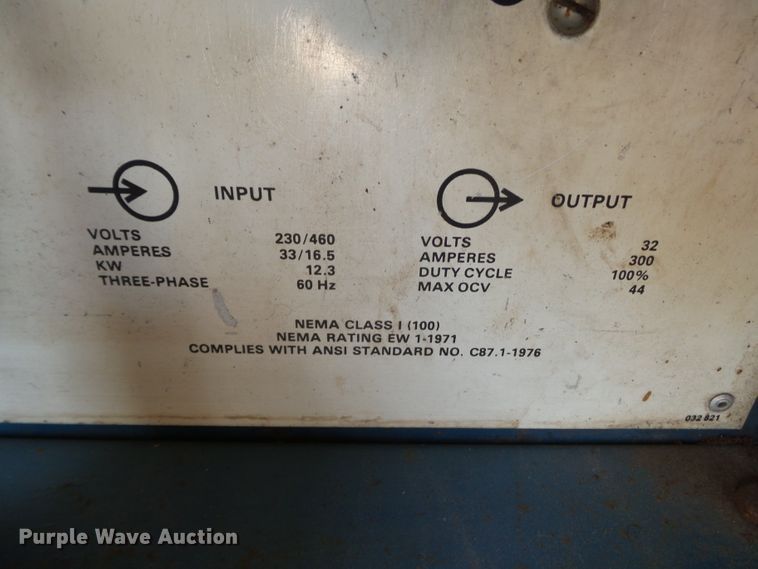 INPUT
VOLTS 230/460
AMPERES 33/16.5
KW 12.3
THREE-PHASE 60 Hz
OUTPUT
VOLTS 32
AMPERES 300
DUTY CYCLE 100%
MAX OCV 44
NEMA CLASS I (100)
NEMA RATING EW 1-1971
COMPLIES WITH ANSI STANDARD NO. C87.1-1976
032 821
Purple Wave Auction